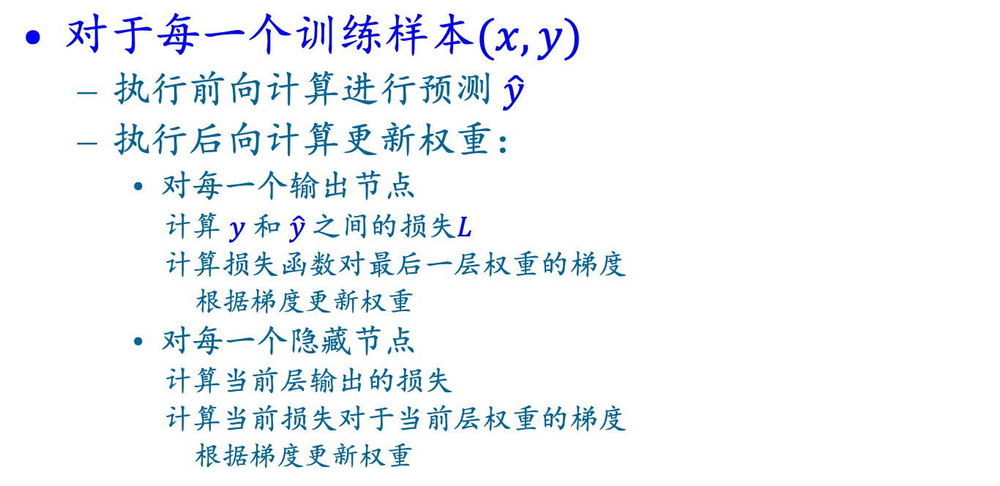 • 对于每一个训练样本(x, y)
– 执行前向计算进行预测 ŷ
– 执行后向计算更新权重：
• 对每一个输出节点
计算 y 和 ŷ 之间的损失L
计算损失函数对最后一层权重的梯度
根据梯度更新权重
• 对每一个隐藏节点
计算当前层输出的损失
计算当前损失对于当前层权重的梯度
根据梯度更新权重